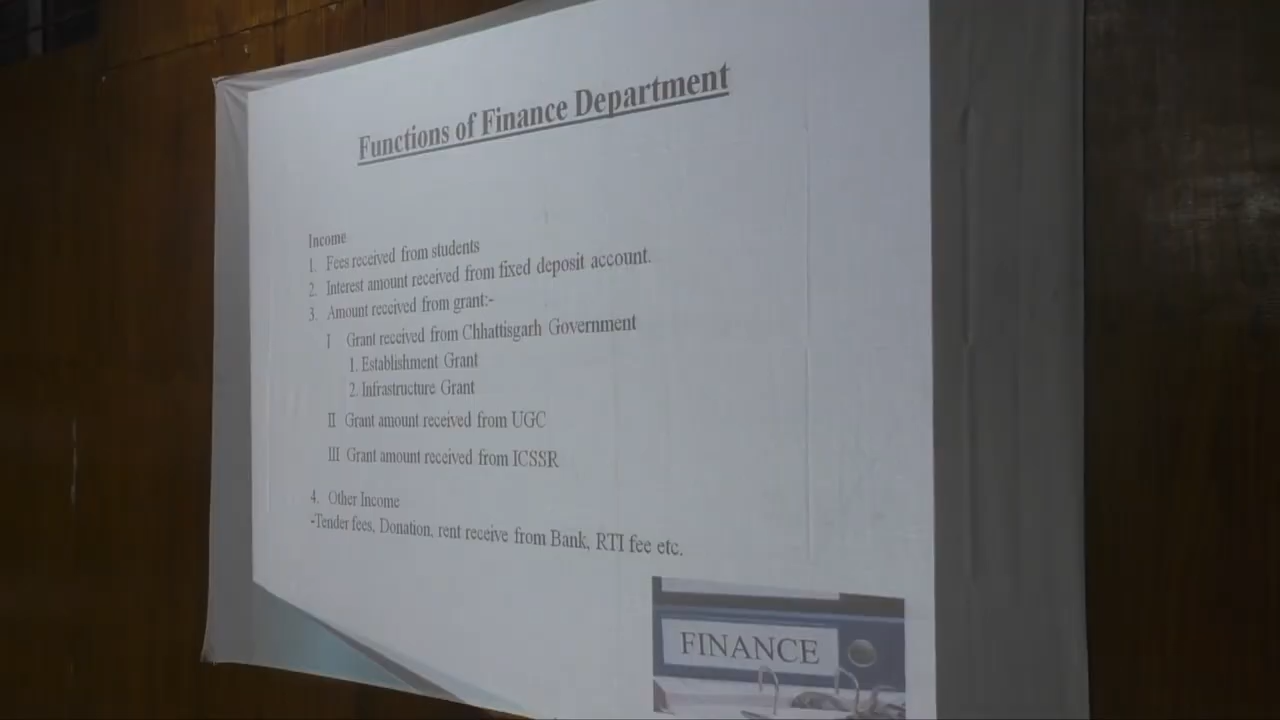 Functions of Finance Department
Income
1. Fees received from students
2. Interest amount received from fixed deposit account.
3. Amount received from grant:-
I Grant received from Chhattisgarh Government
1. Establishment Grant
2. Infrastructure Grant
II Grant amount received from UGC
III Grant amount received from ICSSR
4. Other Income
-Tender fees, Donation, rent receive from Bank, RTI fee etc.
FINANCE